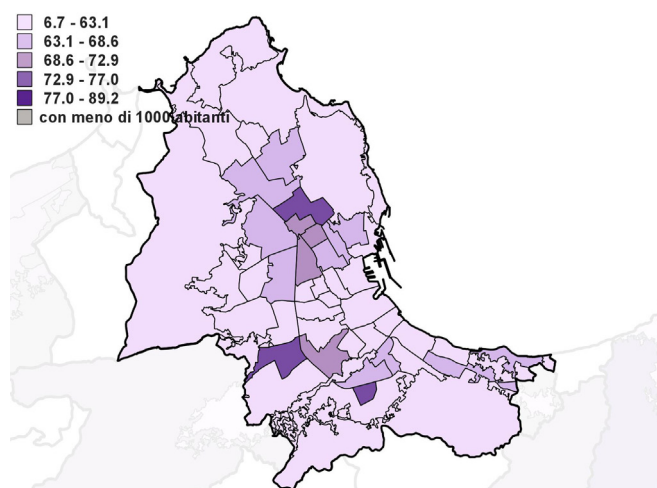 6.7 - 63.1
63.1 - 68.6
68.6 - 72.9
72.9 - 77.0
77.0 - 89.2
con meno di 1000 abitanti